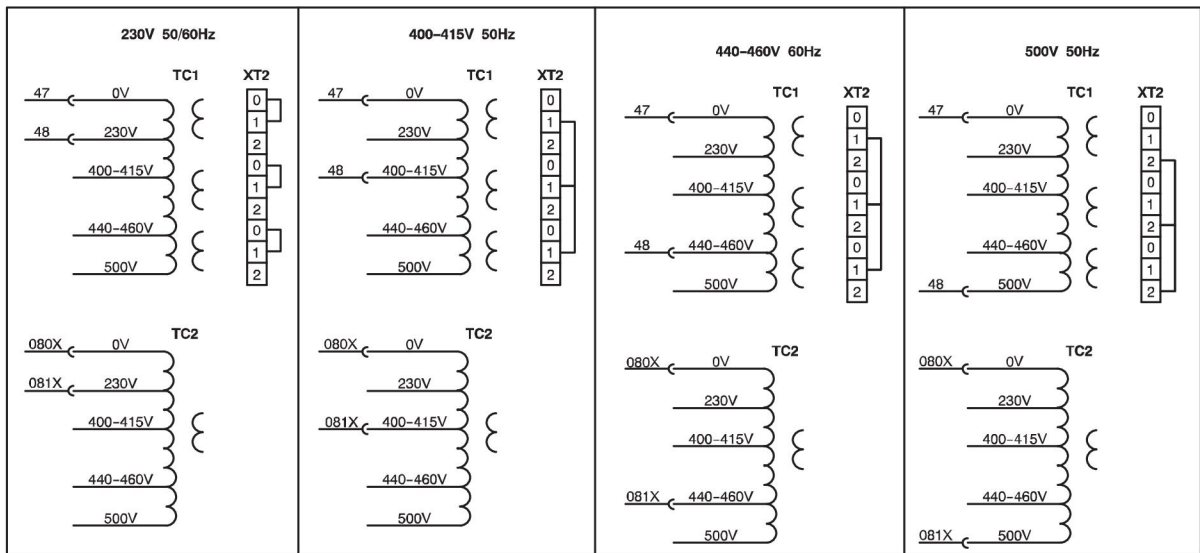 230V 50/60Hz
TC1 XT2
47 0V
48 230V
400-415V
440-460V
500V
0
1
2
0
1
2
0
1
2
TC2
080X 0V
081X 230V
400-415V
440-460V
500V
400-415V 50Hz
TC1 XT2
47 0V
230V
48 400-415V
440-460V
500V
0
1
2
0
1
2
0
1
2
TC2
080X 0V
230V
081X 400-415V
440-460V
500V
440-460V 60Hz
TC1 XT2
47 0V
230V
400-415V
48 440-460V
500V
0
1
2
0
1
2
0
1
2
TC2
080X 0V
230V
400-415V
081X 440-460V
500V
500V 50Hz
TC1 XT2
47 0V
230V
400-415V
440-460V
48 500V
0
1
2
0
1
2
0
1
2
TC2
080X 0V
230V
400-415V
440-460V
081X 500V